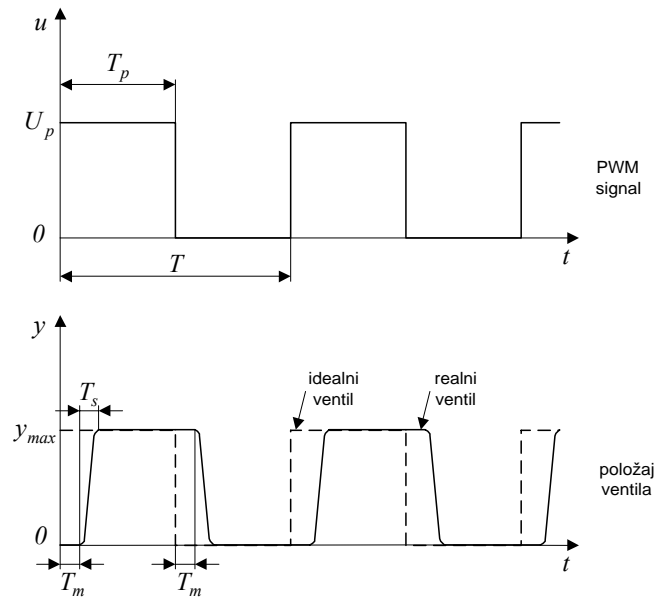 u
T_p
U_p
PWM
signal
0
t
T
y
idealni
ventil
realni
ventil
T_s
y_max
položaj
ventila
0
t
T_m
T_m